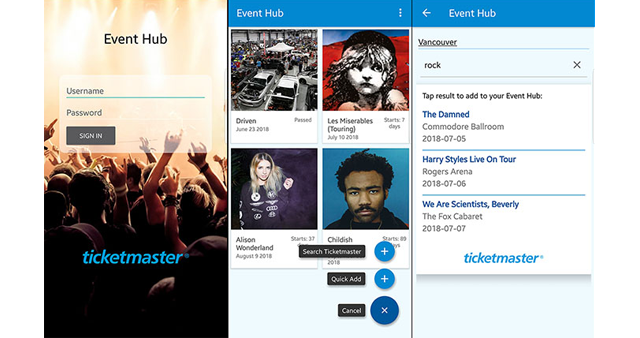 Event Hub
Username
Password
SIGN IN
ticketmaster®
Event Hub
Driven
Passed
June 23 2018
Les Miserables
(Touring)
Starts: 7
days
July 10 2018
Alison
Wonderland
Starts: 37
August 9 2018
Childish
Starts: 89
days
2018
Search Ticketmaster
Quick Add
Cancel
Event Hub
Vancouver
rock
Tap result to add to your Event Hub:
The Damned
Commodore Ballroom
2018-07-05
Harry Styles Live On Tour
Rogers Arena
2018-07-06
We Are Scientists, Beverly
The Fox Cabaret
2018-07-07
ticketmaster®